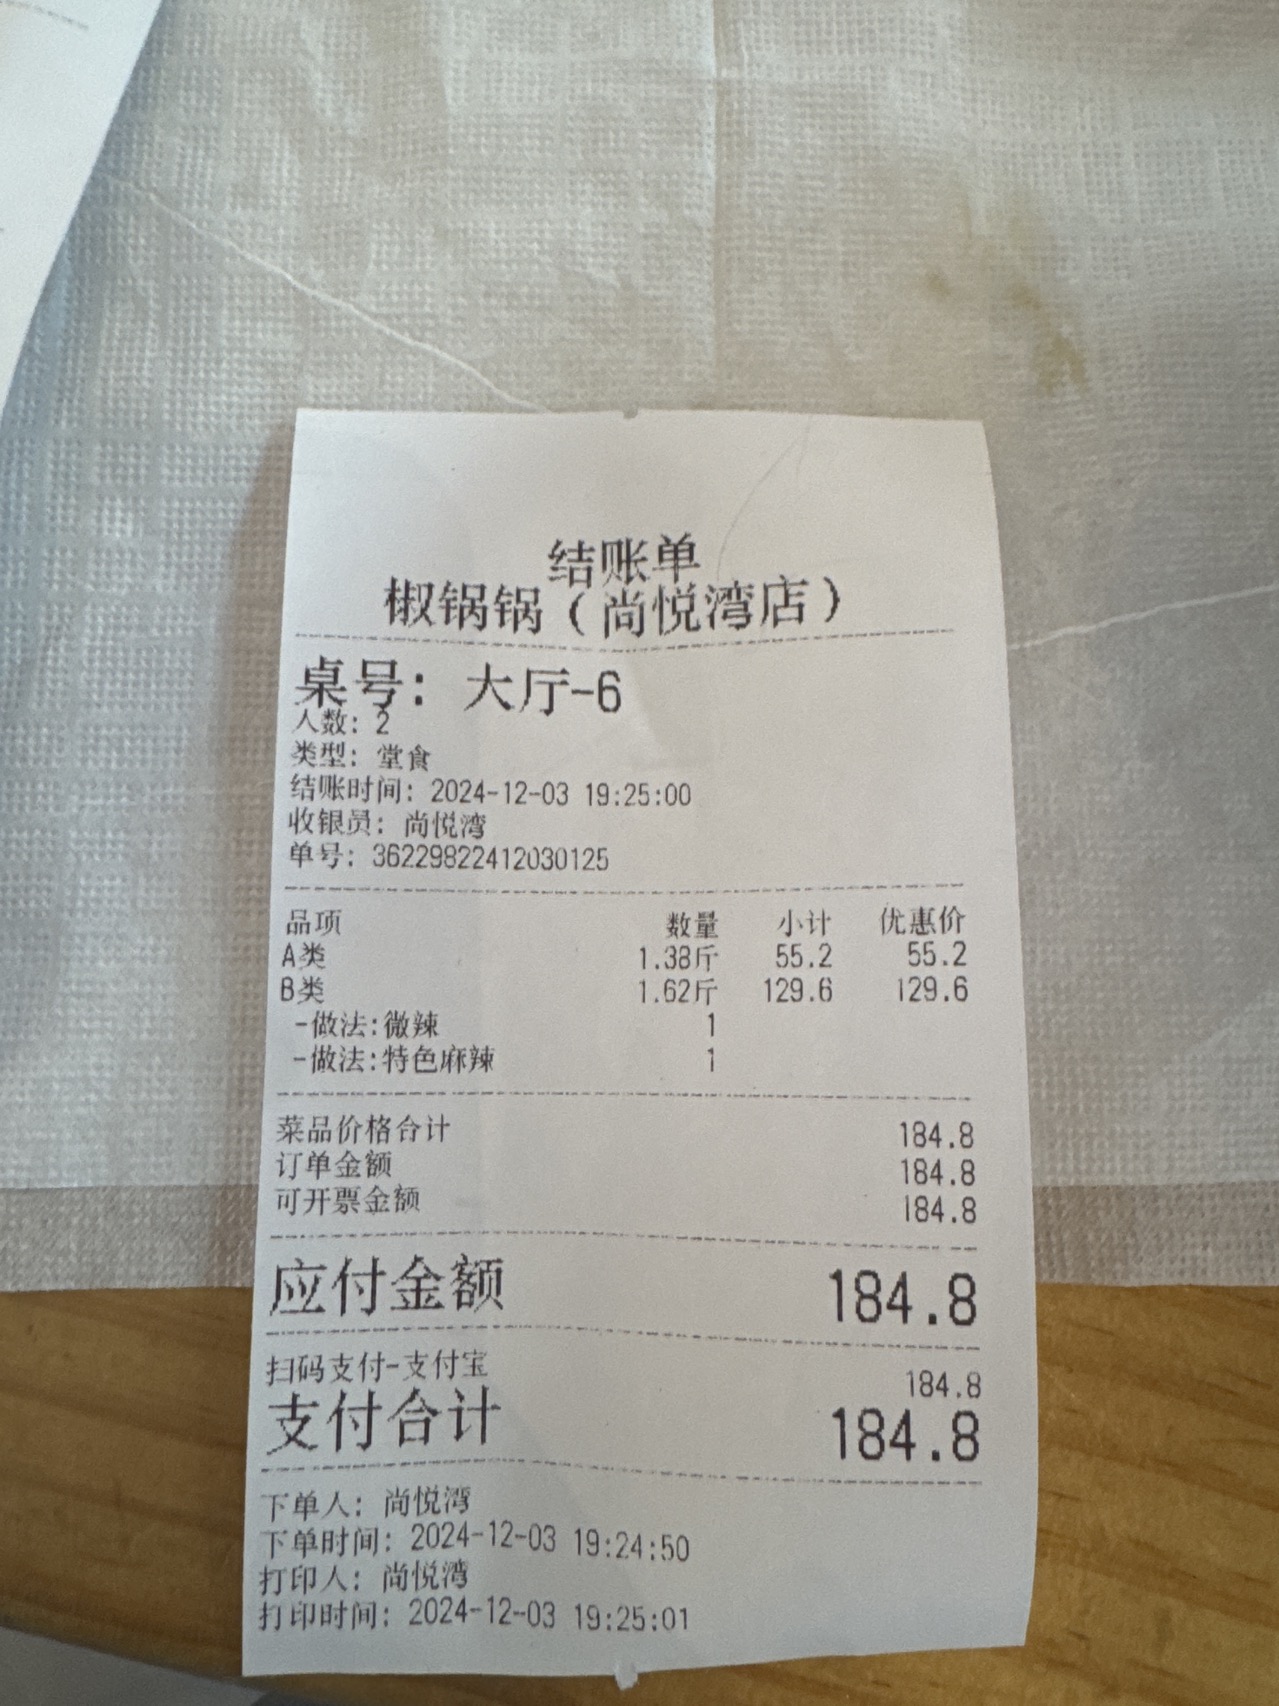 结账单
椒锅锅（尚悦湾店）
桌号：大厅-6
人数：2
类型：堂食
结账时间：2024-12-03 19:25:00
收银员：尚悦湾
单号：36229822412030125
品项 数量 小计 优惠价
A类 1.38斤 55.2 55.2
B类 1.62斤 129.6 129.6
-做法:微辣 1
-做法:特色麻辣 1
菜品价格合计 184.8
订单金额 184.8
可开票金额 184.8
应付金额 184.8
扫码支付-支付宝 184.8
支付合计 184.8
下单人：尚悦湾
下单时间：2024-12-03 19:24:50
打印人：尚悦湾
打印时间：2024-12-03 19:25:01